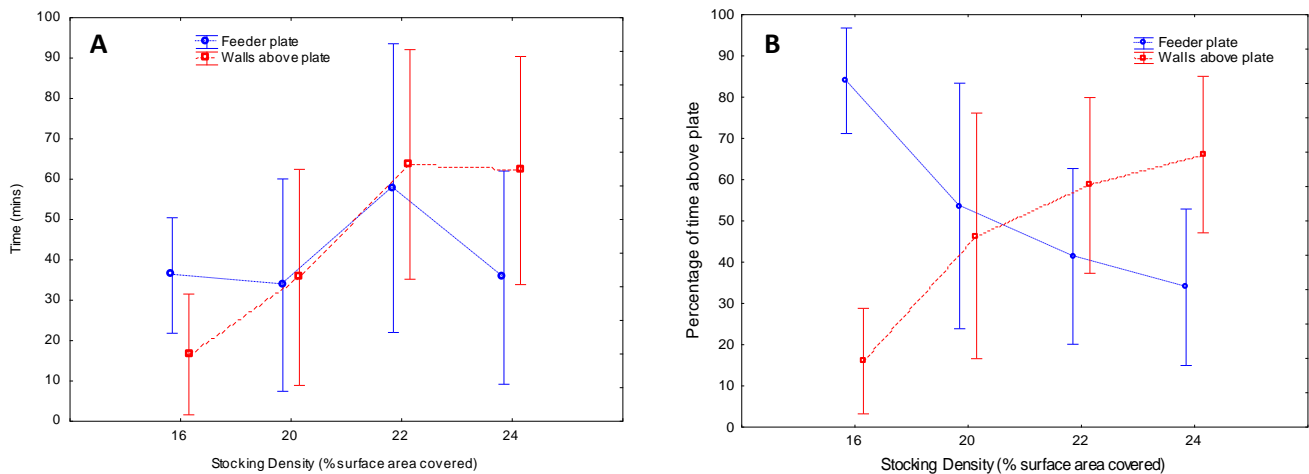 A
Feeder plate
Walls above plate
Time (mins)
100
90
80
70
60
50
40
30
20
10
0
16 20 22 24
Stocking Density (% surface area covered)
B
Feeder plate
Walls above plate
Percentage of time above plate
100
90
80
70
60
50
40
30
20
10
0
16 20 22 24
Stocking Density (% surface area covered)